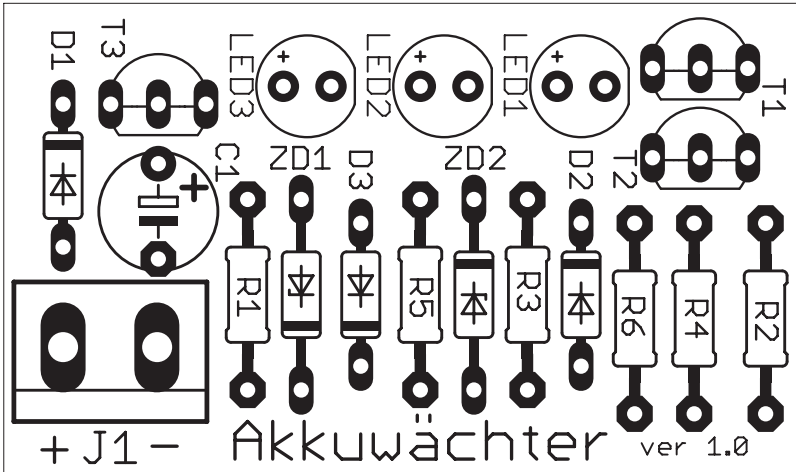 D1
T3
LED3
+
LED2
+
LED1
+
T1
T2
C1
+
ZD1
D3
ZD2
D2
R1
R5
R3
R6
R4
R2
+ J1 -
Akkuwächter
ver 1.0